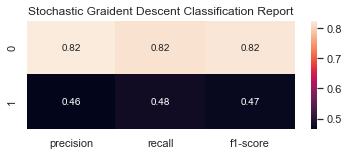 Stochastic Graident Descent Classification Report
0 0.82 0.82 0.82
1 0.46 0.48 0.47
precision recall f1-score
0.8
0.7
0.6
0.5